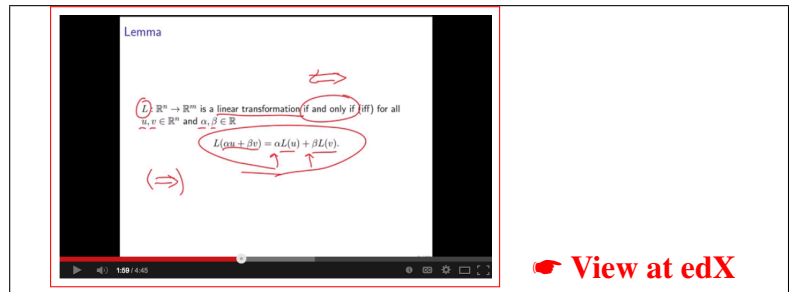 Lemma
⇐⇒
L : ℝⁿ → ℝᵐ is a linear transformation if and only if (iff) for all
u, v ∈ ℝⁿ and α, β ∈ ℝ
L(αu + βv) = αL(u) + βL(v).
(⇒)
1:59 / 4:45
CC
☛ View at edX